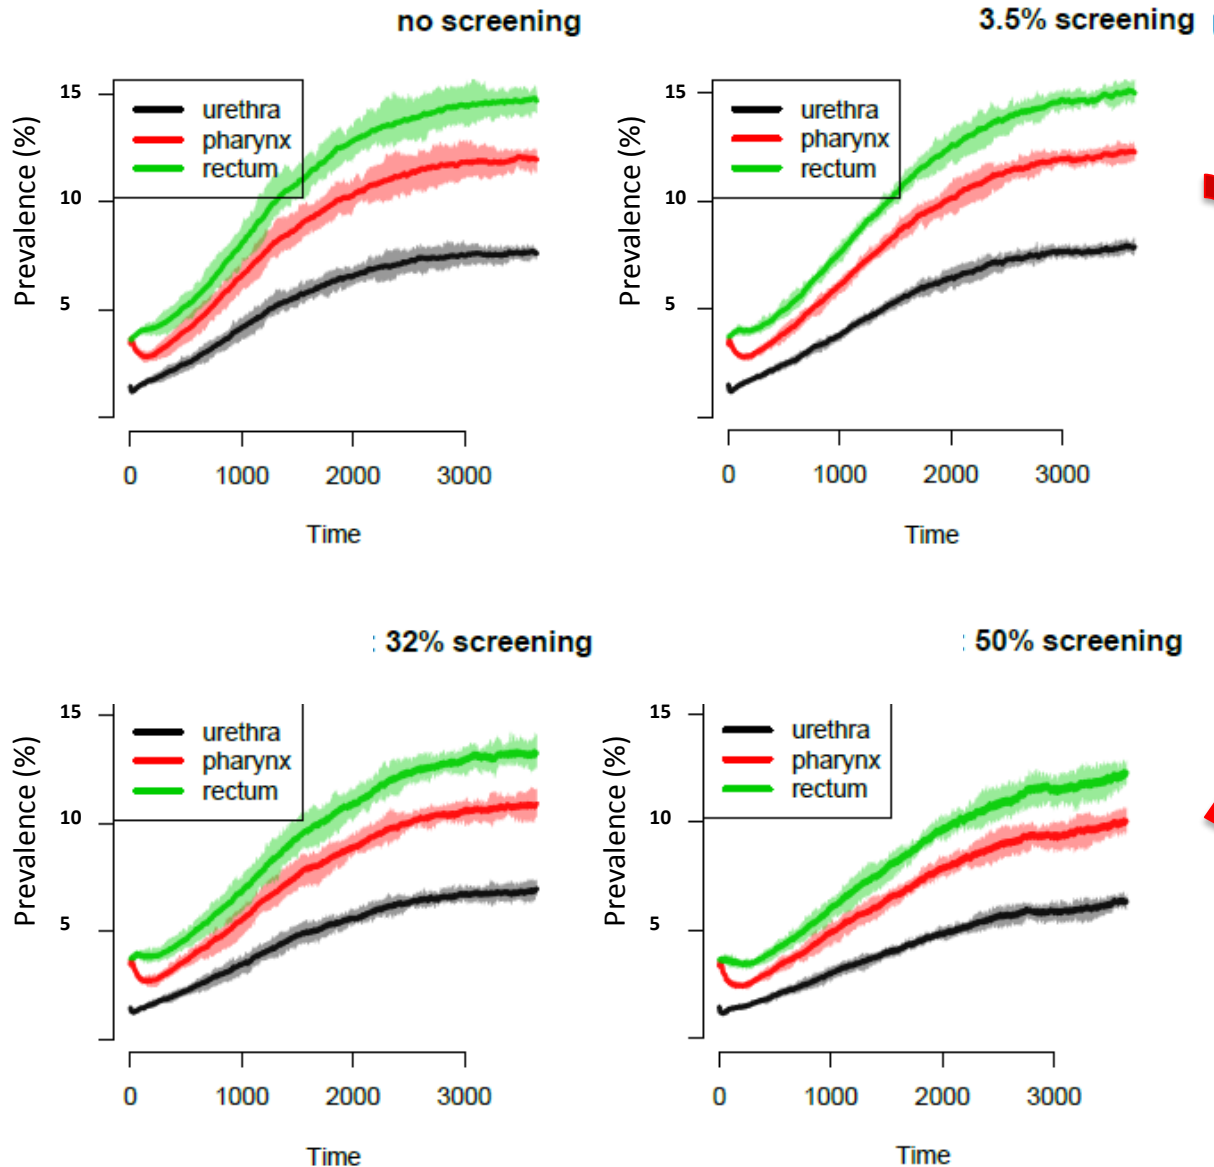 no screening
3.5% screening
Prevalence (%)
15
10
5
urethra
pharynx
rectum
0 1000 2000 3000
Time
Prevalence (%)
15
10
5
urethra
pharynx
rectum
0 1000 2000 3000
Time
: 32% screening
: 50% screening
Prevalence (%)
15
10
5
urethra
pharynx
rectum
0 1000 2000 3000
Time
Prevalence (%)
15
10
5
urethra
pharynx
rectum
0 1000 2000 3000
Time